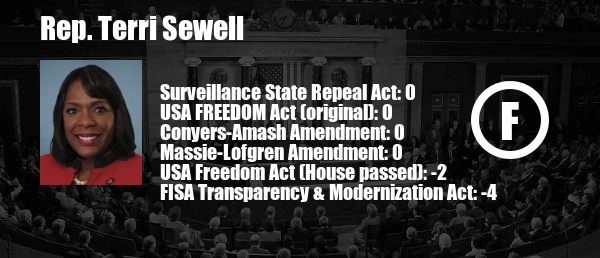 Rep. Terri Sewell
Surveillance State Repeal Act: 0
USA FREEDOM Act (original): 0
Conyers-Amash Amendment: 0
Massie-Lofgren Amendment: 0
USA Freedom Act (House passed): -2
FISA Transparency & Modernization Act: -4
F